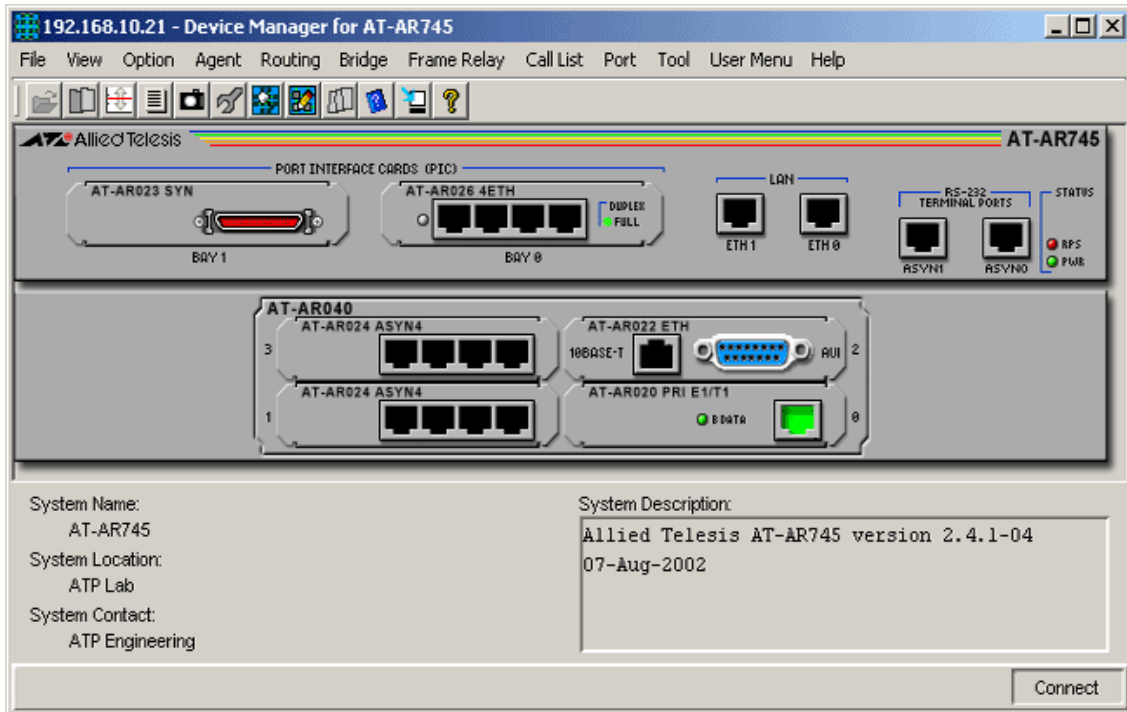 192.168.10.21 - Device Manager for AT-AR745
File View Option Agent Routing Bridge Frame Relay Call List Port Tool User Menu Help
Allied Telesis
AT-AR745
PORT INTERFACE CARDS (PIC)
AT-AR023 SYN
BAY 1
AT-AR026 4ETH
DUPLEX
FULL
BAY 0
LAN
ETH 1
ETH 0
RS-232
TERMINAL PORTS
ASYN1
ASYN0
STATUS
RPS
PWR
AT-AR040
AT-AR024 ASYN4
3
AT-AR022 ETH
10BASE-T
AUI
2
AT-AR024 ASYN4
1
AT-AR020 PRI E1/T1
B DATA
0
System Name:
AT-AR745
System Location:
ATP Lab
System Contact:
ATP Engineering
System Description:
Allied Telesis AT-AR745 version 2.4.1-04
07-Aug-2002
Connect